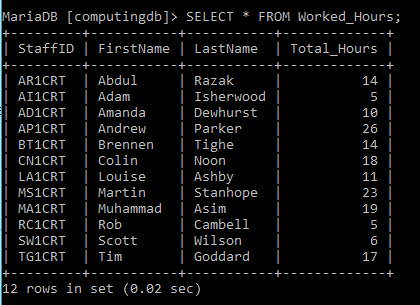 MariaDB [computingdb]> SELECT * FROM Worked_Hours;
+---------+-----------+-----------+-------------+
| StaffID | FirstName | LastName  | Total_Hours |
+---------+-----------+-----------+-------------+
| AR1CRT  | Abdul     | Razak     |          14 |
| AI1CRT  | Adam      | Isherwood |           5 |
| AD1CRT  | Amanda    | Dewhurst  |          10 |
| AP1CRT  | Andrew    | Parker    |          26 |
| BT1CRT  | Brennen   | Tighe     |          14 |
| CN1CRT  | Colin     | Noon      |          18 |
| LA1CRT  | Louise    | Ashby     |          11 |
| MS1CRT  | Martin    | Stanhope  |          23 |
| MA1CRT  | Muhammad  | Asim      |          19 |
| RC1CRT  | Rob       | Cambell   |           5 |
| SW1CRT  | Scott     | Wilson    |           6 |
| TG1CRT  | Tim       | Goddard   |          17 |
+---------+-----------+-----------+-------------+
12 rows in set (0.02 sec)